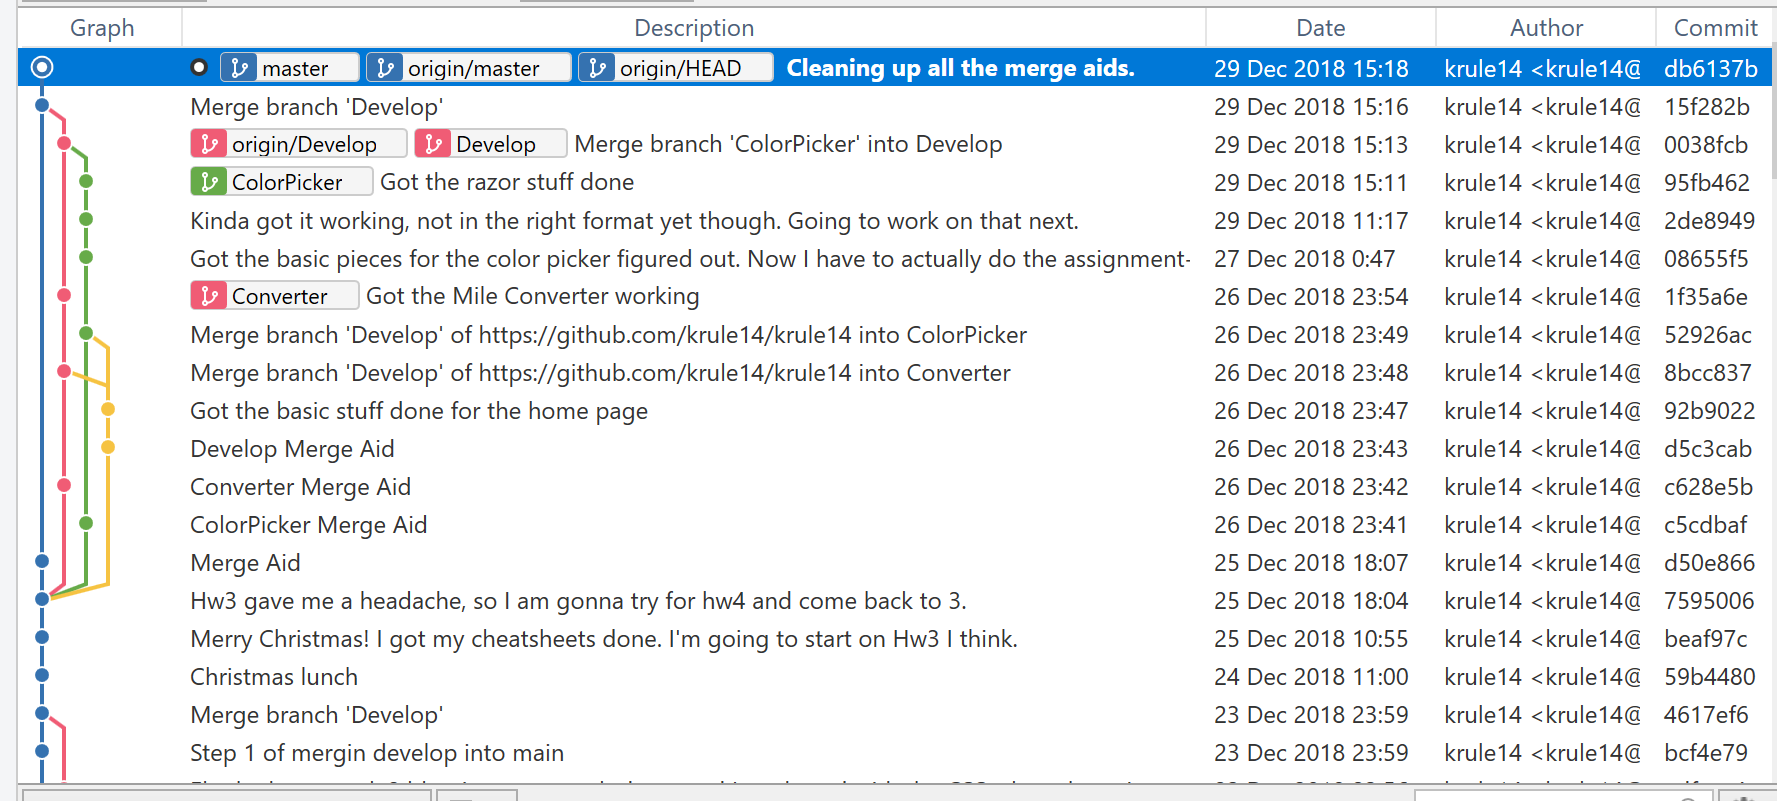 Graph Description Date Author Commit
master origin/master origin/HEAD Cleaning up all the merge aids. 29 Dec 2018 15:18 krule14 <krule14@ db6137b
Merge branch 'Develop' 29 Dec 2018 15:16 krule14 <krule14@ 15f282b
origin/Develop Develop Merge branch 'ColorPicker' into Develop 29 Dec 2018 15:13 krule14 <krule14@ 0038fcb
ColorPicker Got the razor stuff done 29 Dec 2018 15:11 krule14 <krule14@ 95fb462
Kinda got it working, not in the right format yet though. Going to work on that next. 29 Dec 2018 11:17 krule14 <krule14@ 2de8949
Got the basic pieces for the color picker figured out. Now I have to actually do the assignment- 27 Dec 2018 0:47 krule14 <krule14@ 08655f5
Converter Got the Mile Converter working 26 Dec 2018 23:54 krule14 <krule14@ 1f35a6e
Merge branch 'Develop' of https://github.com/krule14/krule14 into ColorPicker 26 Dec 2018 23:49 krule14 <krule14@ 52926ac
Merge branch 'Develop' of https://github.com/krule14/krule14 into Converter 26 Dec 2018 23:48 krule14 <krule14@ 8bcc837
Got the basic stuff done for the home page 26 Dec 2018 23:47 krule14 <krule14@ 92b9022
Develop Merge Aid 26 Dec 2018 23:43 krule14 <krule14@ d5c3cab
Converter Merge Aid 26 Dec 2018 23:42 krule14 <krule14@ c628e5b
ColorPicker Merge Aid 26 Dec 2018 23:41 krule14 <krule14@ c5cdbaf
Merge Aid 25 Dec 2018 18:07 krule14 <krule14@ d50e866
Hw3 gave me a headache, so I am gonna try for hw4 and come back to 3. 25 Dec 2018 18:04 krule14 <krule14@ 7595006
Merry Christmas! I got my cheatsheets done. I'm going to start on Hw3 I think. 25 Dec 2018 10:55 krule14 <krule14@ beaf97c
Christmas lunch 24 Dec 2018 11:00 krule14 <krule14@ 59b4480
Merge branch 'Develop' 23 Dec 2018 23:59 krule14 <krule14@ 4617ef6
Step 1 of mergin develop into main 23 Dec 2018 23:59 krule14 <krule14@ bcf4e79